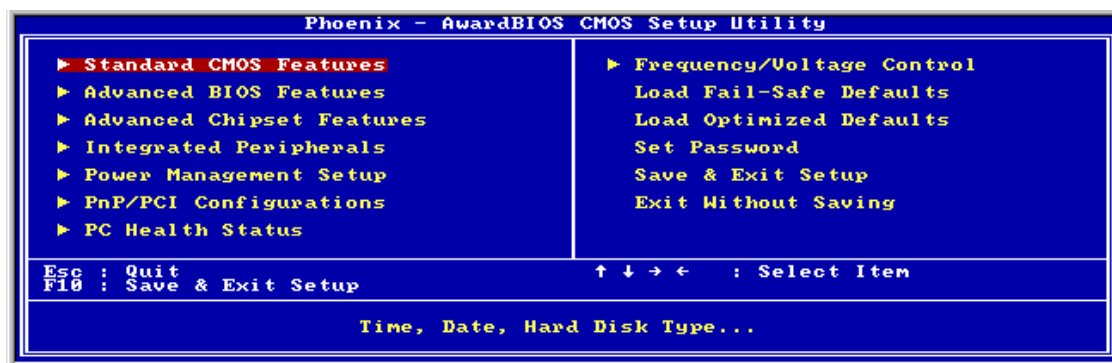 Phoenix - AwardBIOS CMOS Setup Utility
► Standard CMOS Features
► Advanced BIOS Features
► Advanced Chipset Features
► Integrated Peripherals
► Power Management Setup
► PnP/PCI Configurations
► PC Health Status
► Frequency/Voltage Control
Load Fail-Safe Defaults
Load Optimized Defaults
Set Password
Save & Exit Setup
Exit Without Saving
Esc : Quit
F10 : Save & Exit Setup
↑ ↓ → ← : Select Item
Time, Date, Hard Disk Type...